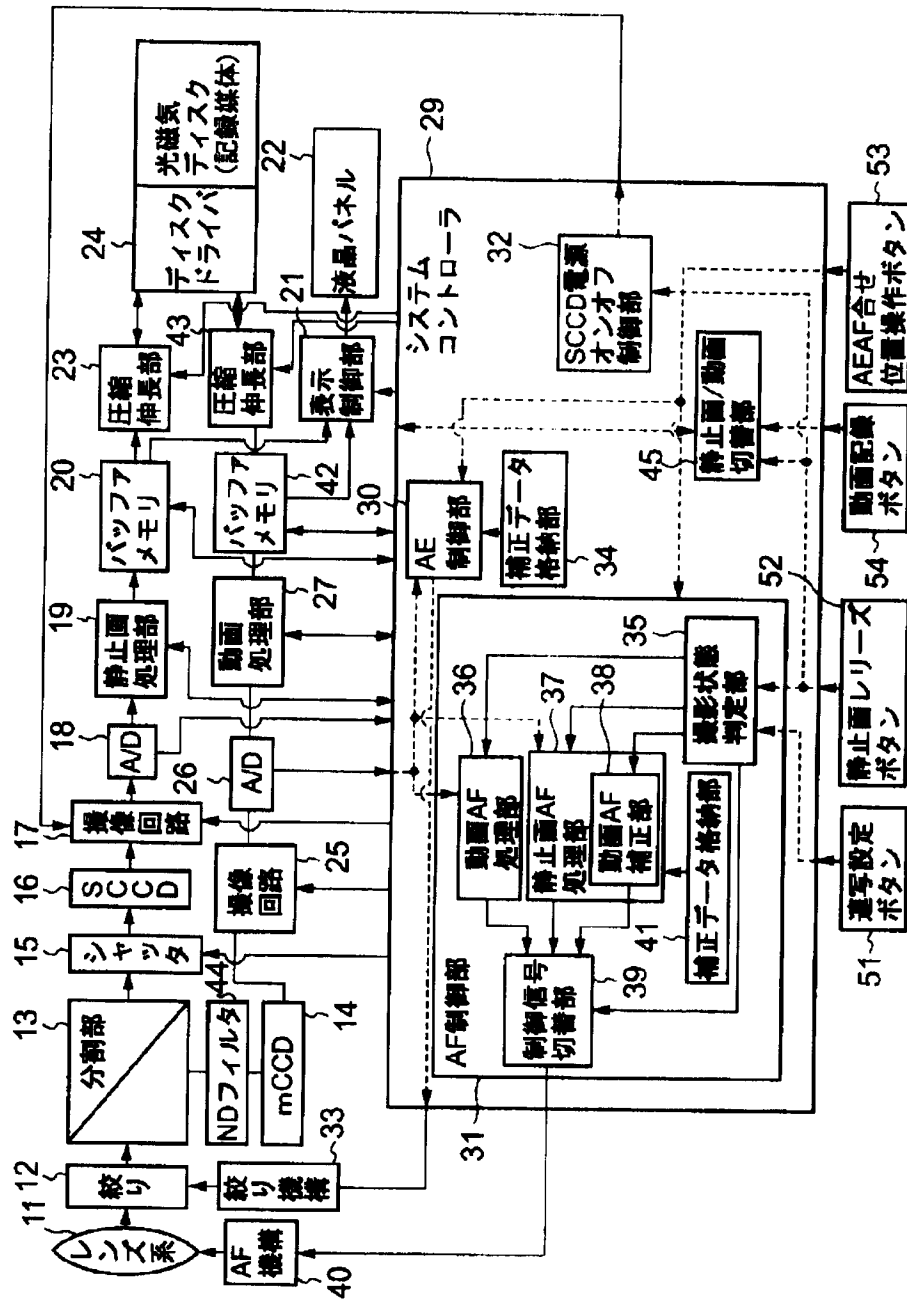 レンズ系
11
絞り
12
分割部
13
シャッタ
15
SCCD
16
撮像回路
17
A/D
18
静止画
処理部
19
バッファ
メモリ
20
圧縮
伸長部
23
ディスク
ドライバ
24
光磁気
ディスク
(記録媒体)
AF
機構
40
絞り
機構
33
NDフィルタ
44
mCCD
14
撮像
回路
25
A/D
26
動画
処理部
27
バッファ
メモリ
42
圧縮
伸長部
43
表示
制御部
21
液晶パネル
22
システム
コントローラ
29
AE
制御部
30
補正データ
格納部
34
SCCD電源
オンオフ
制御部
32
静止画/動画
切替部
45
AF制御部
31
制御信号
切替部
39
動画AF
処理部
36
静止画AF
処理部
37
動画AF
補正部
38
撮影状態
判定部
35
補正データ格納部
41
連写設定
ボタン
51
静止画レリーズ
ボタン
52
動画記録
ボタン
54
AEAF合せ
位置操作ボタン
53